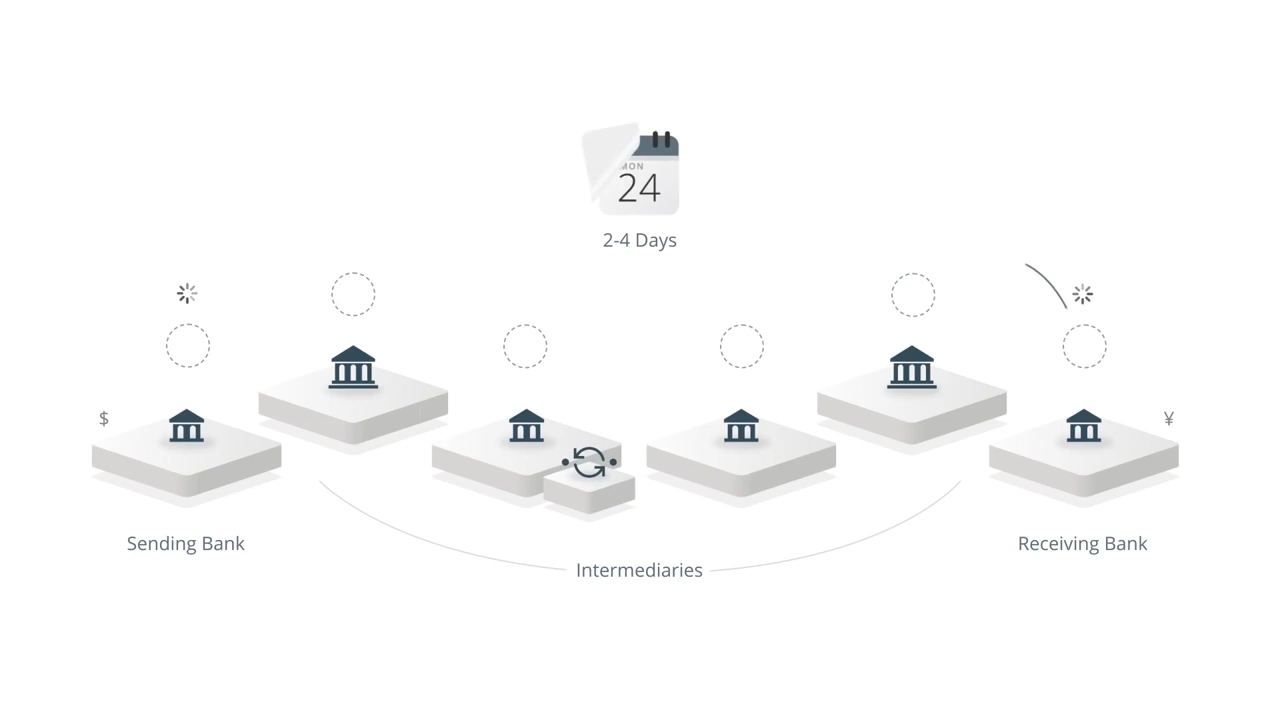 MON
24
2-4 Days
$
¥
Sending Bank
Receiving Bank
Intermediaries